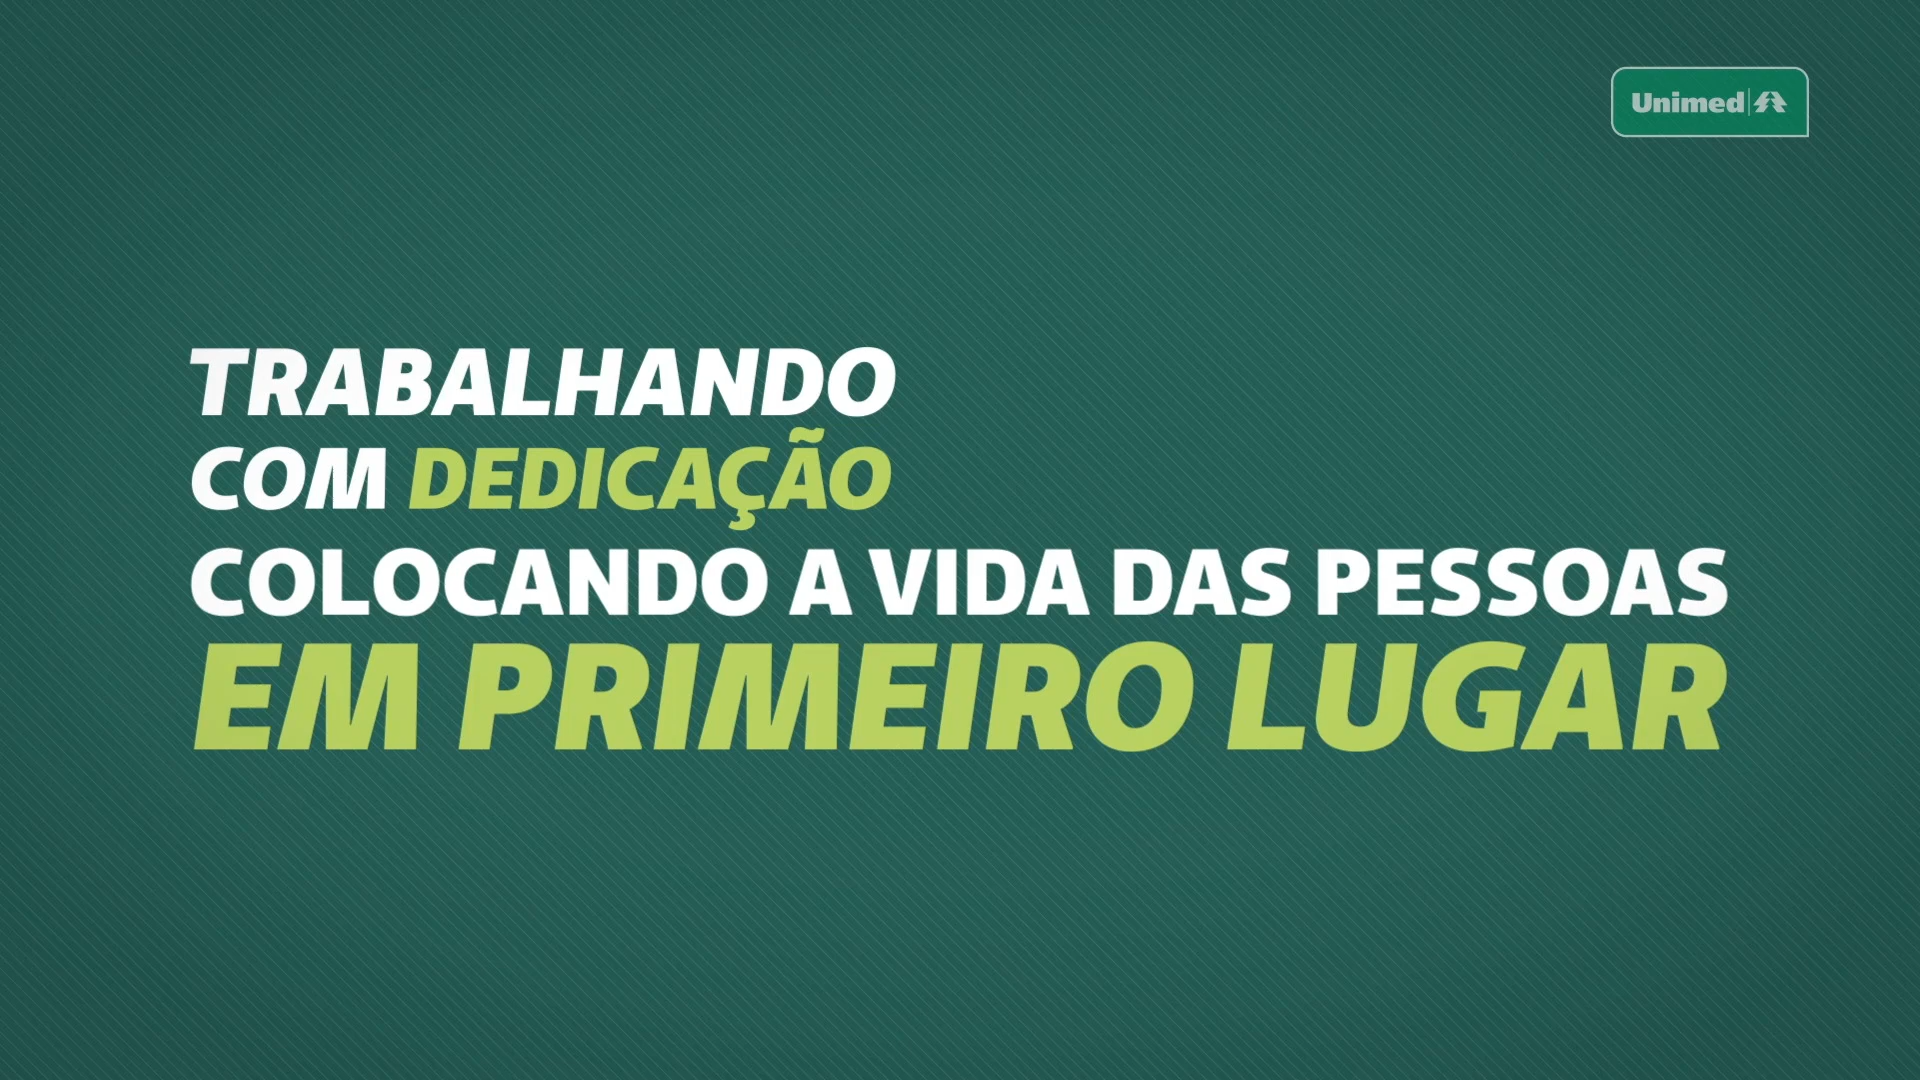 Unimed
TRABALHANDO
COM DEDICAÇÃO
COLOCANDO A VIDA DAS PESSOAS
EM PRIMEIRO LUGAR